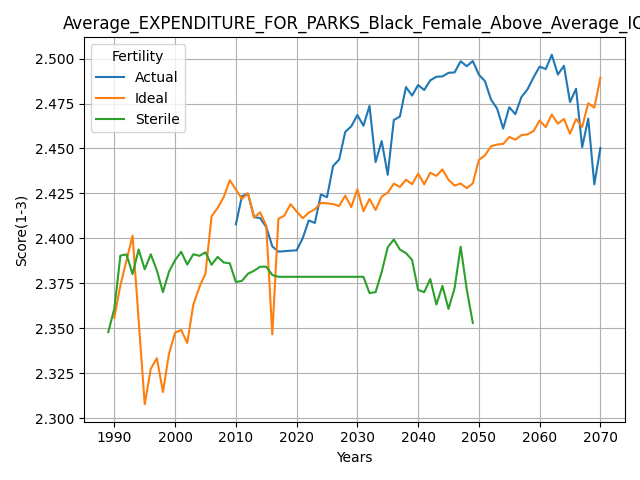 Average_EXPENDITURE_FOR_PARKS_Black_Female_Above_Average_IQ
Fertility
Actual
Ideal
Sterile
Score(1-3)
2.500
2.475
2.450
2.425
2.400
2.375
2.350
2.325
2.300
1990 2000 2010 2020 2030 2040 2050 2060 2070
Years